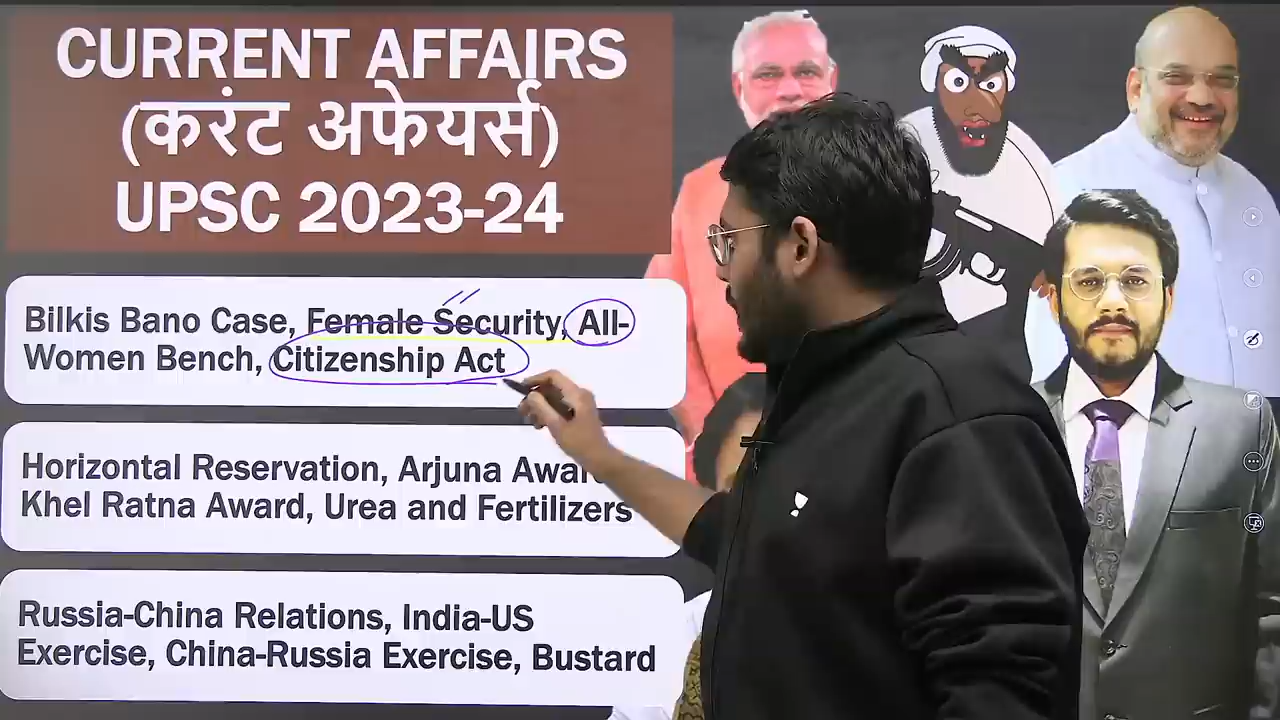 CURRENT AFFAIRS
(करंट अफेयर्स)
UPSC 2023-24
Bilkis Bano Case, Female Security, All-
Women Bench, Citizenship Act
Horizontal Reservation, Arjuna Awar
Khel Ratna Award, Urea and Fertilizers
Russia-China Relations, India-US
Exercise, China-Russia Exercise, Bustard